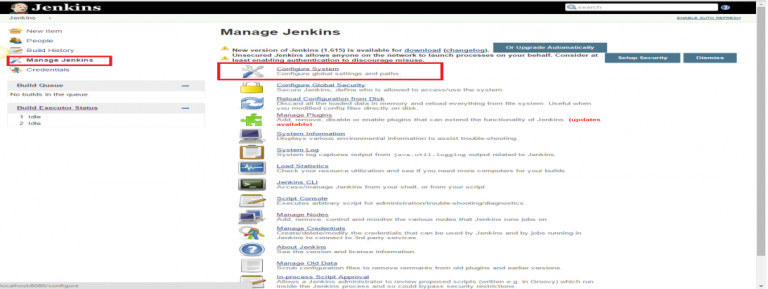 Jenkins
search
Jenkins
ENABLE AUTO REFRESH
New Item
People
Build History
Manage Jenkins
Credentials
Build Queue
No builds in the queue.
Build Executor Status
1 Idle
2 Idle
Manage Jenkins
New version of Jenkins (1.615) is available for download (changelog).
Or Upgrade Automatically
Unsecured Jenkins allows anyone on the network to launch processes on your behalf. Consider at
least enabling authentication to discourage misuse.
Setup Security
Dismiss
Configure System
Configure global settings and paths.
Configure Global Security
Secure Jenkins; define who is allowed to access/use the system.
Reload Configuration from Disk
Discard all the loaded data in memory and reload everything from file system. Useful when
you modified config files directly on disk.
Manage Plugins
Add, remove, disable or enable plugins that can extend the functionality of Jenkins. (updates
available)
System Information
Displays various environmental information to assist trouble-shooting.
System Log
System log captures output from java.util.logging output related to Jenkins.
Load Statistics
Check your resource utilization and see if you need more computers for your builds.
Jenkins CLI
Access/manage Jenkins from your shell, or from your script.
Script Console
Executes arbitrary script for administration/trouble-shooting/diagnostics.
Manage Nodes
Add, remove, control and monitor the various nodes that Jenkins runs jobs on.
Manage Credentials
Create/delete/modify the credentials that can be used by Jenkins and by jobs running in
Jenkins to connect to 3rd party services.
About Jenkins
See the version and license information.
Manage Old Data
Scrub configuration files to remove remnants from old plugins and earlier versions.
In-process Script Approval
Allows a Jenkins administrator to review proposed scripts (written e.g. in Groovy) which run
inside the Jenkins process and so could bypass security restrictions.
localhost:8080/configure